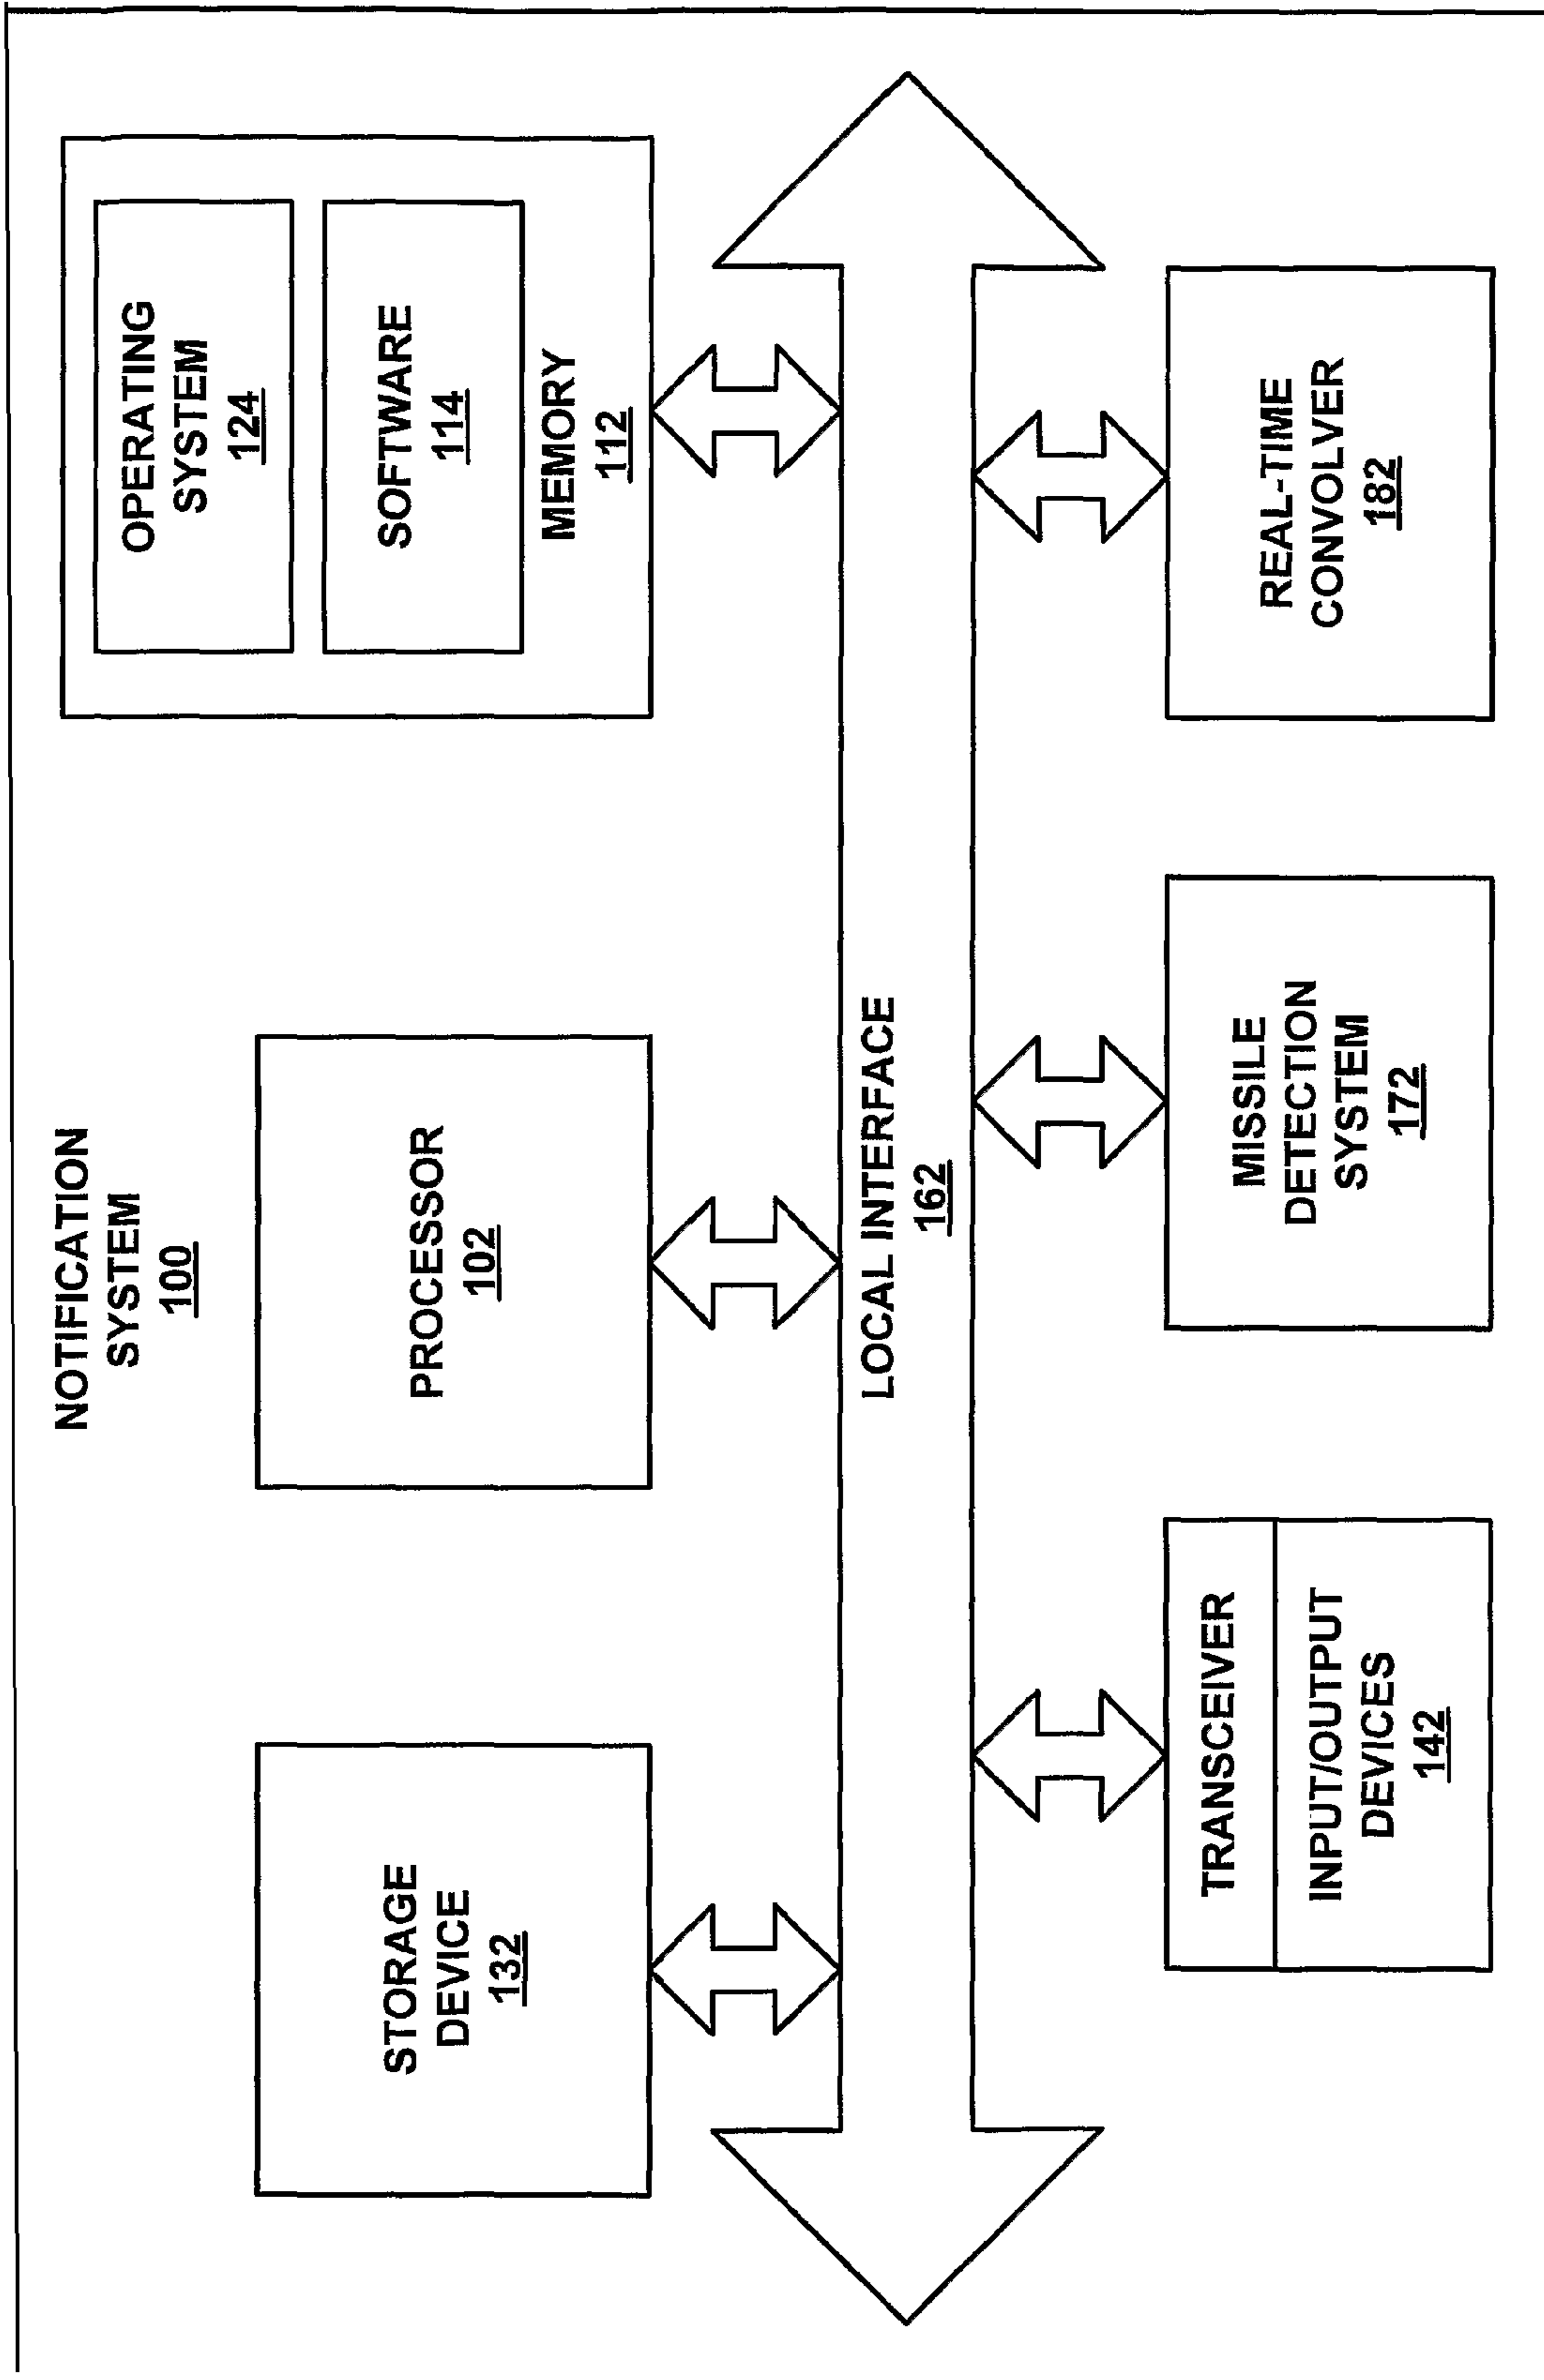 NOTIFICATION
SYSTEM
100
STORAGE
DEVICE
132
PROCESSOR
102
OPERATING
SYSTEM
124
SOFTWARE
114
MEMORY
112
LOCAL INTERFACE
162
TRANSCEIVER
INPUT/OUTPUT
DEVICES
142
MISSILE
DETECTION
SYSTEM
172
REAL-TIME
CONVOLVER
182